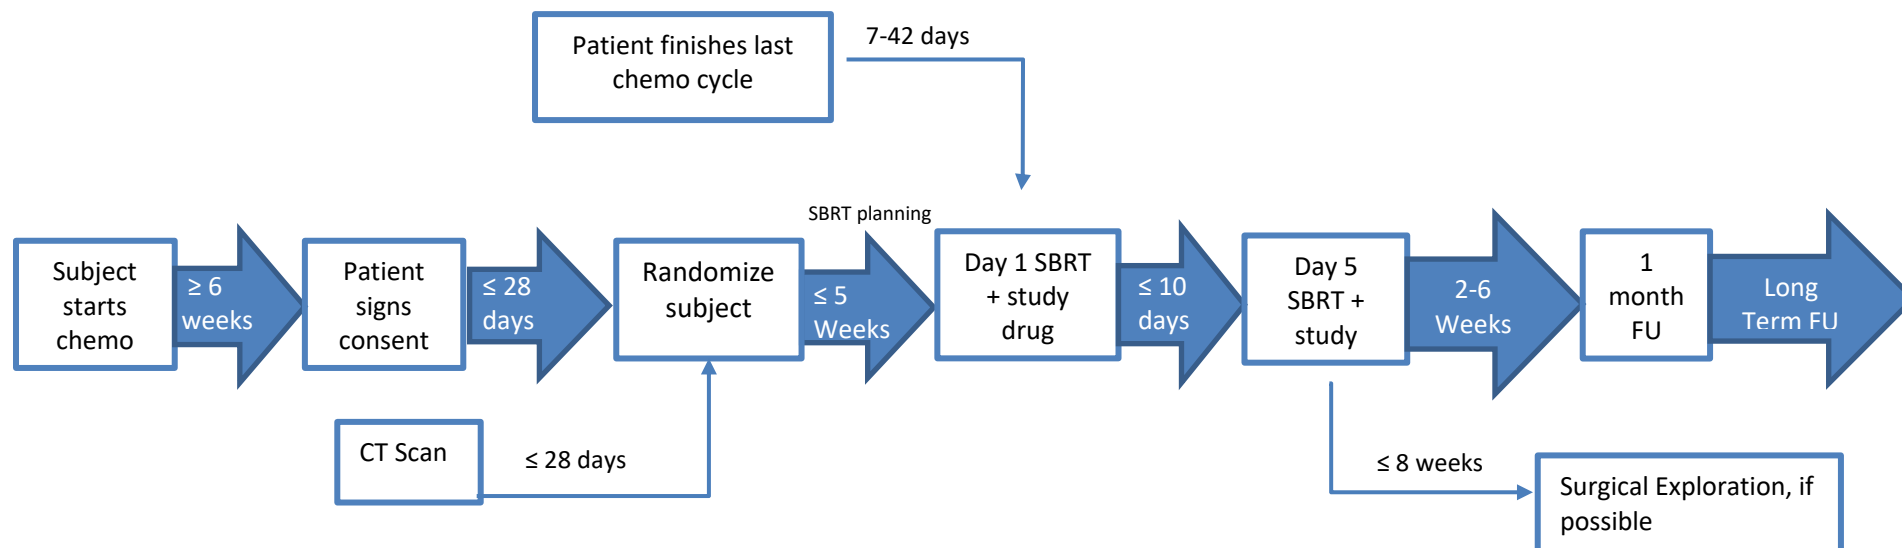 Patient finishes last
chemo cycle
7-42 days
SBRT planning
Subject
starts
chemo
≥ 6
weeks
Patient
signs
consent
≤ 28
days
Randomize
subject
≤ 5
Weeks
Day 1 SBRT
+ study
drug
≤ 10
days
Day 5
SBRT +
study
2-6
Weeks
1
month
FU
Long
Term FU
CT Scan
≤ 28 days
≤ 8 weeks
Surgical Exploration, if
possible